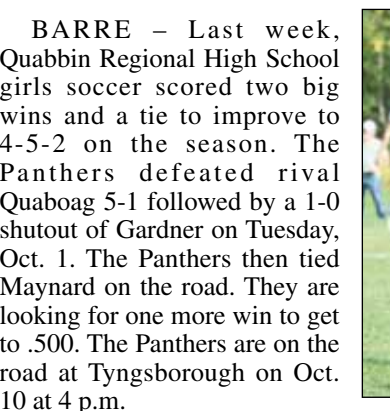 BARRE – Last week,
Quabbin Regional High School
girls soccer scored two big
wins and a tie to improve to
4-5-2 on the season. The
Panthers defeated rival
Quaboag 5-1 followed by a 1-0
shutout of Gardner on Tuesday,
Oct. 1. The Panthers then tied
Maynard on the road. They are
looking for one more win to get
to .500. The Panthers are on the
road at Tyngsborough on Oct.
10 at 4 p.m.